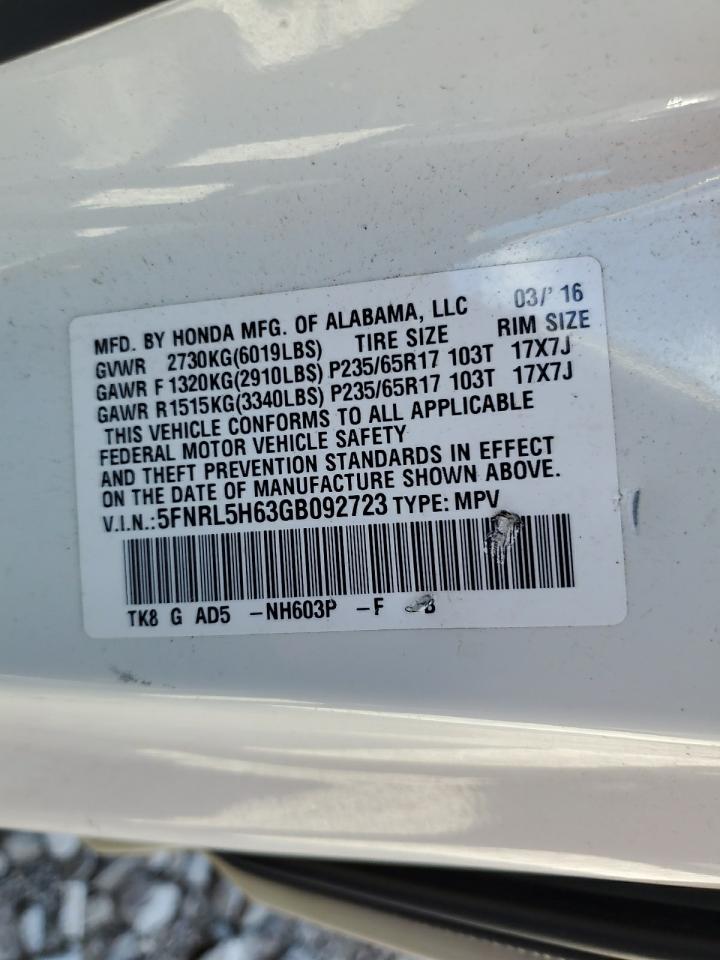 MFD. BY HONDA MFG. OF ALABAMA, LLC 03/'16
GVWR 2730KG(6019LBS) TIRE SIZE RIM SIZE
GAWR F1320KG(2910LBS) P235/65R17 103T 17X7J
GAWR R1515KG(3340LBS) P235/65R17 103T 17X7J
THIS VEHICLE CONFORMS TO ALL APPLICABLE
FEDERAL MOTOR VEHICLE SAFETY
AND THEFT PREVENTION STANDARDS IN EFFECT
ON THE DATE OF MANUFACTURE SHOWN ABOVE.
V.I.N.:5FNRL5H63GB092723 TYPE: MPV
TK8 G AD5 -NH603P -F